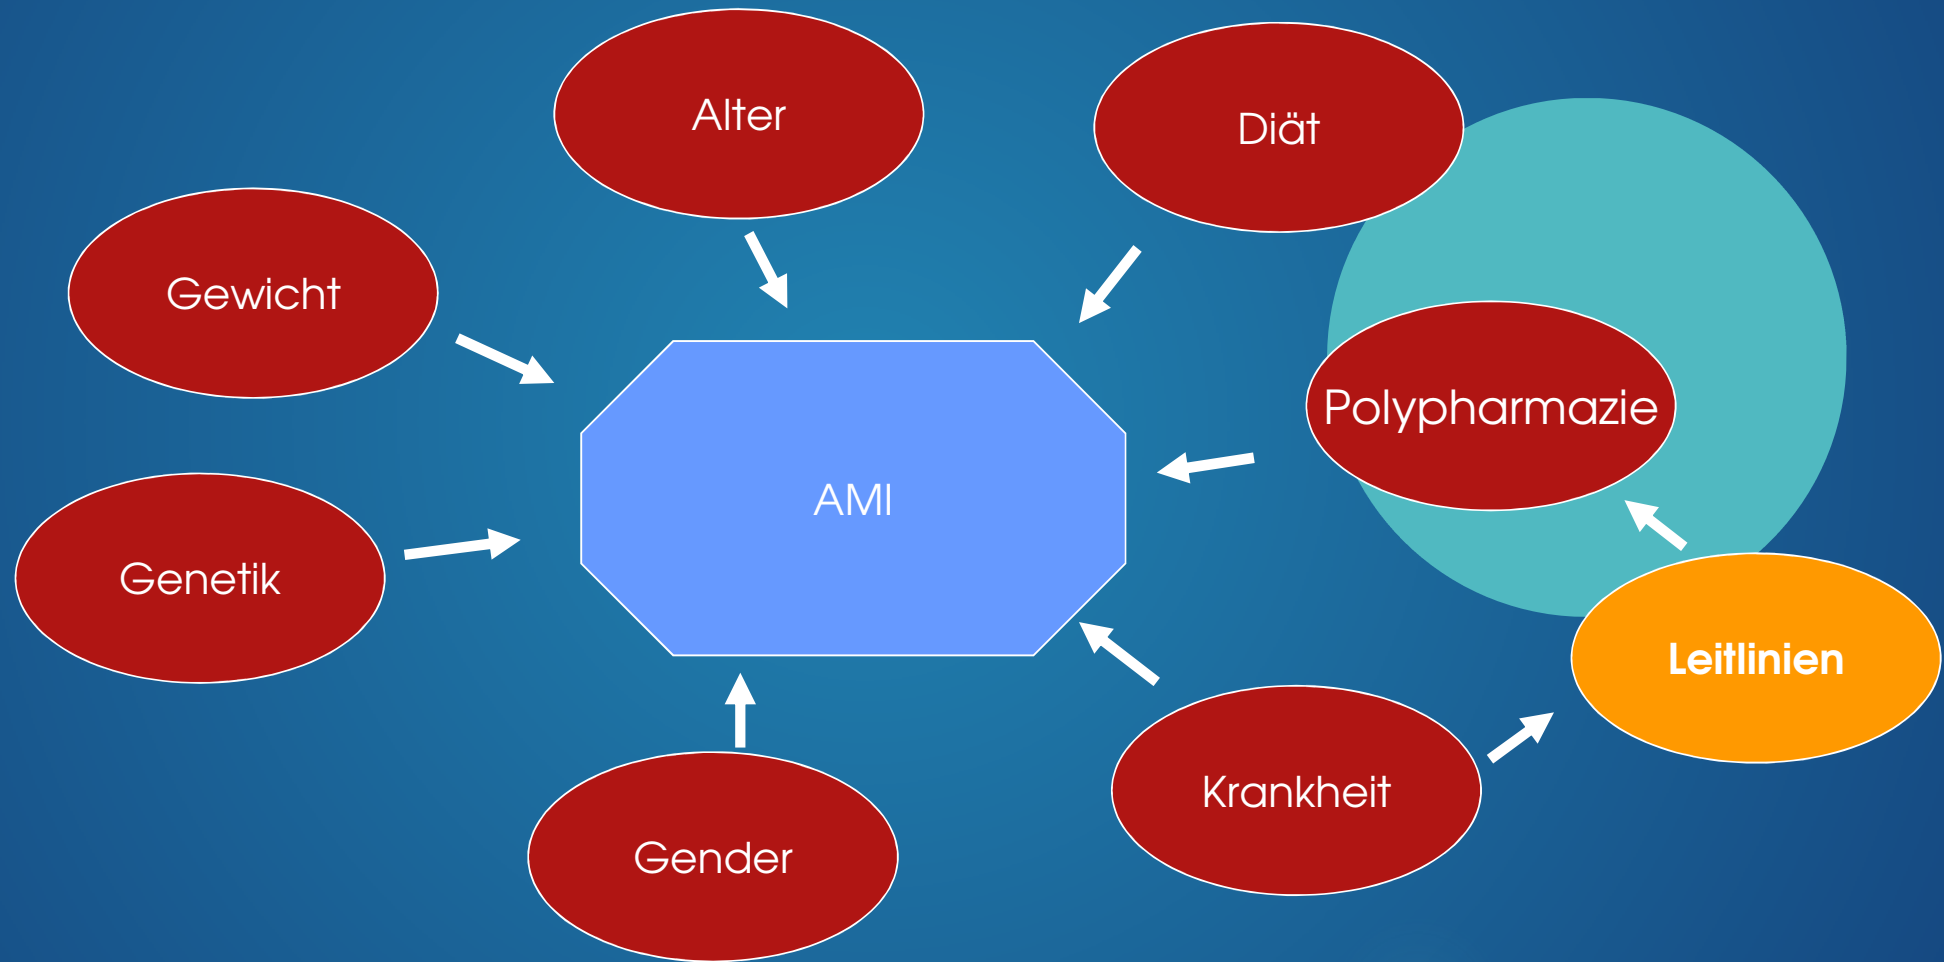 Alter
Diät
Gewicht
Polypharmazie
AMI
Genetik
Leitlinien
Krankheit
Gender